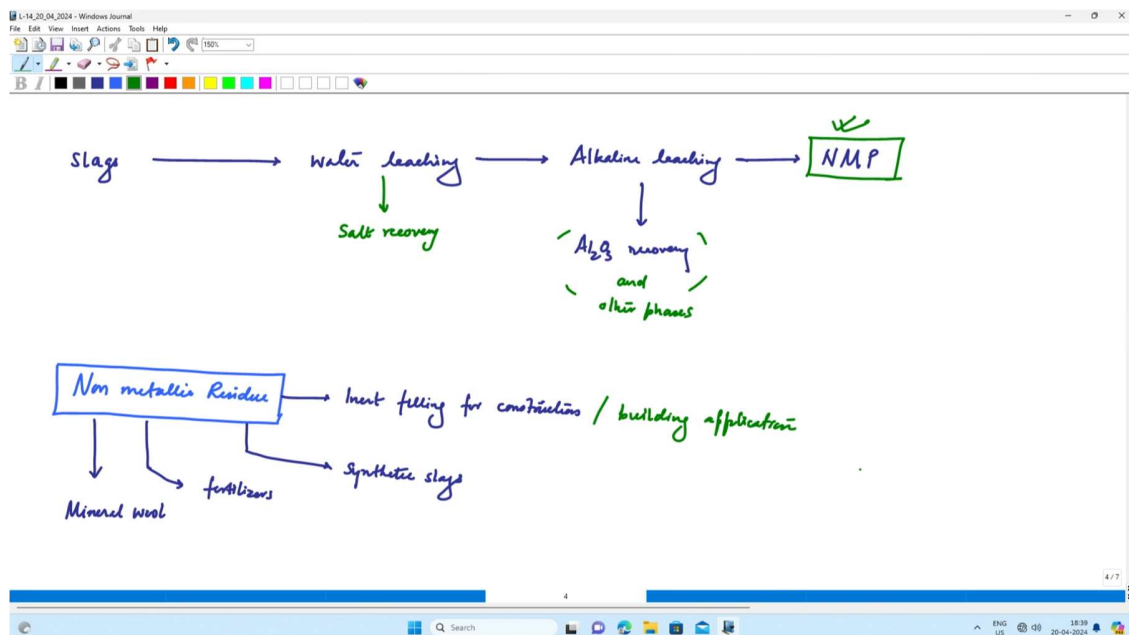 L-14_20_04_2024 - Windows Journal
File Edit View Insert Actions Tools Help
150%
B I
Slags Water leaching Alkaline leaching NMP
Salt recovery
Al2O3 recovery
and
other phases
Non metallic Residue
Inert filling for constructions / building application
Synthetic slags
fertilizers
Mineral wool
4 / 7
4
Search
ENG
US
18:39
20-04-2024